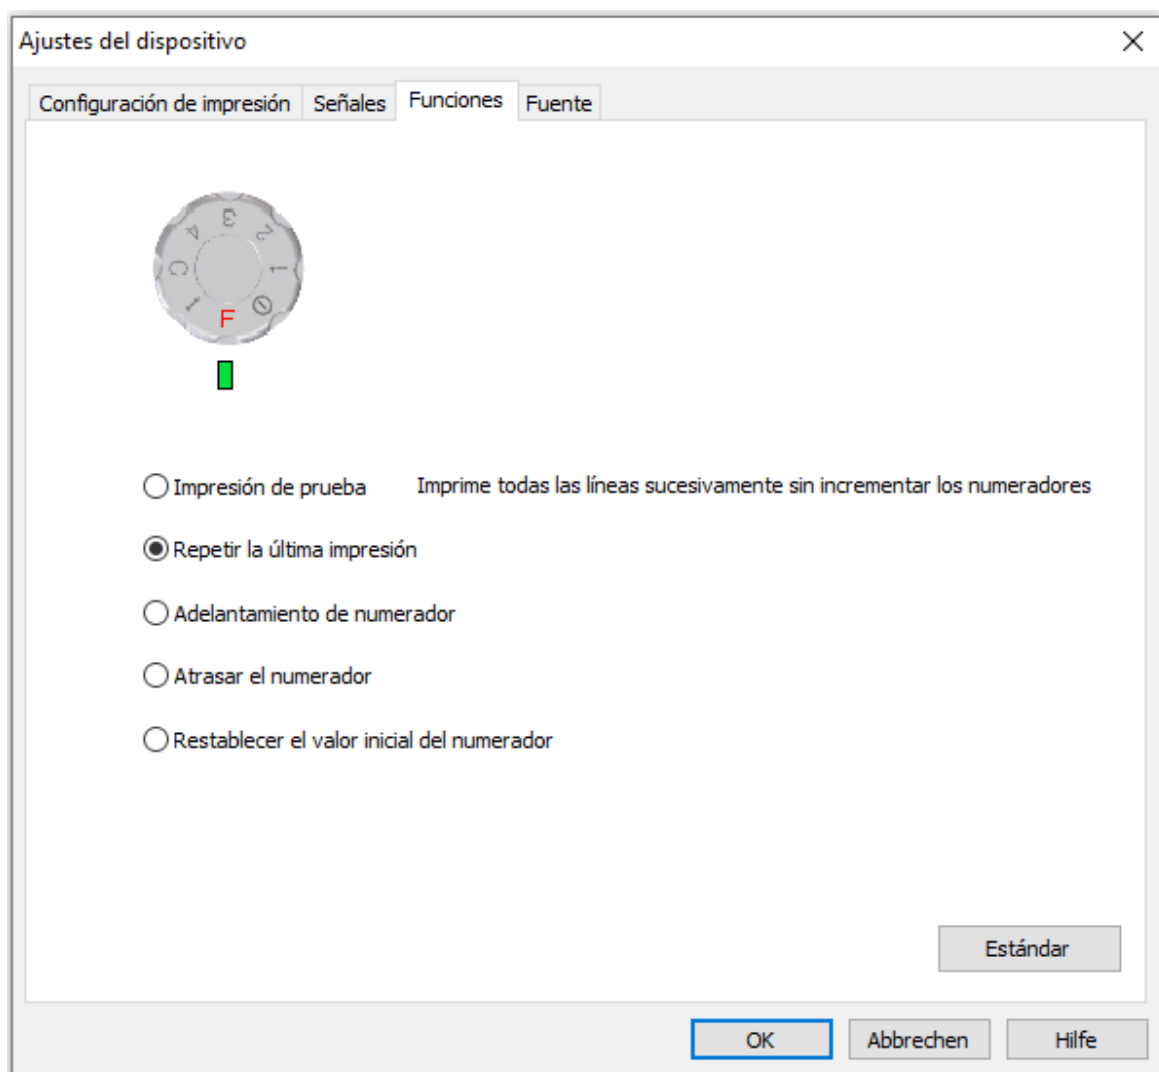 Ajustes del dispositivo
Configuración de impresión Señales Funciones Fuente
3
4 2
C 1
F
Impresión de prueba Imprime todas las líneas sucesivamente sin incrementar los numeradores
Repetir la última impresión
Adelantamiento de numerador
Atrasar el numerador
Restablecer el valor inicial del numerador
Estándar
OK Abbrechen Hilfe